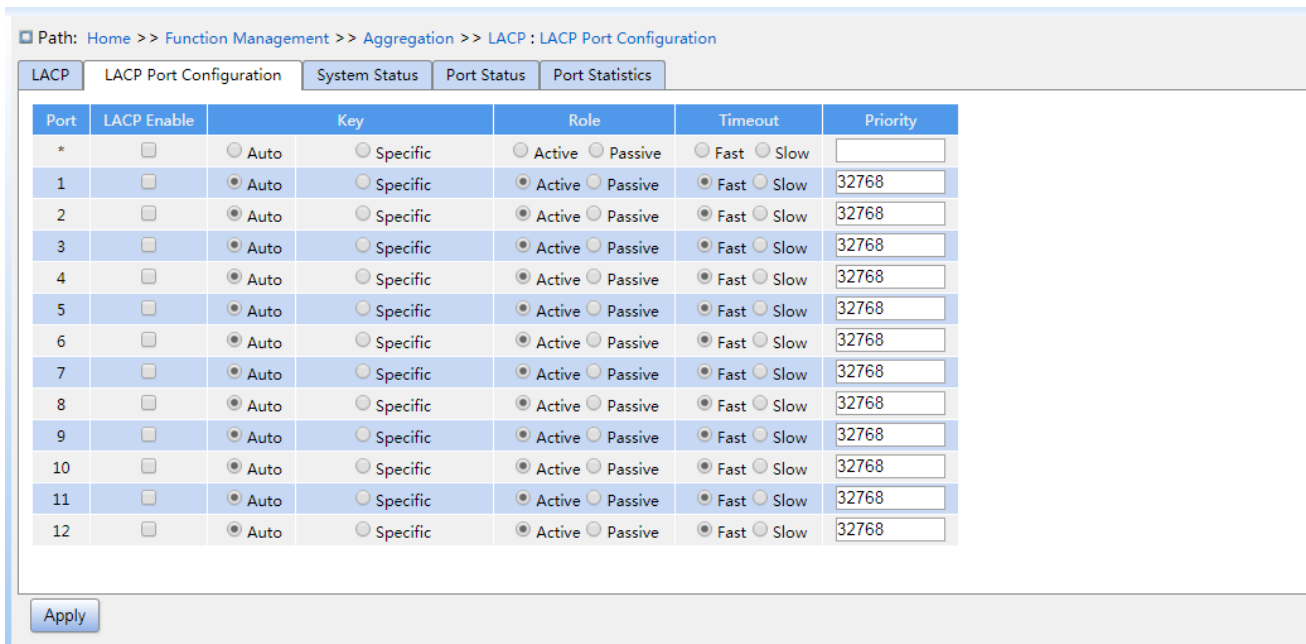 Path: Home >> Function Management >> Aggregation >> LACP : LACP Port Configuration
LACP LACP Port Configuration System Status Port Status Port Statistics
Port LACP Enable Key Role Timeout Priority
* Auto Specific Active Passive Fast Slow
1 Auto Specific Active Passive Fast Slow 32768
2 Auto Specific Active Passive Fast Slow 32768
3 Auto Specific Active Passive Fast Slow 32768
4 Auto Specific Active Passive Fast Slow 32768
5 Auto Specific Active Passive Fast Slow 32768
6 Auto Specific Active Passive Fast Slow 32768
7 Auto Specific Active Passive Fast Slow 32768
8 Auto Specific Active Passive Fast Slow 32768
9 Auto Specific Active Passive Fast Slow 32768
10 Auto Specific Active Passive Fast Slow 32768
11 Auto Specific Active Passive Fast Slow 32768
12 Auto Specific Active Passive Fast Slow 32768
Apply